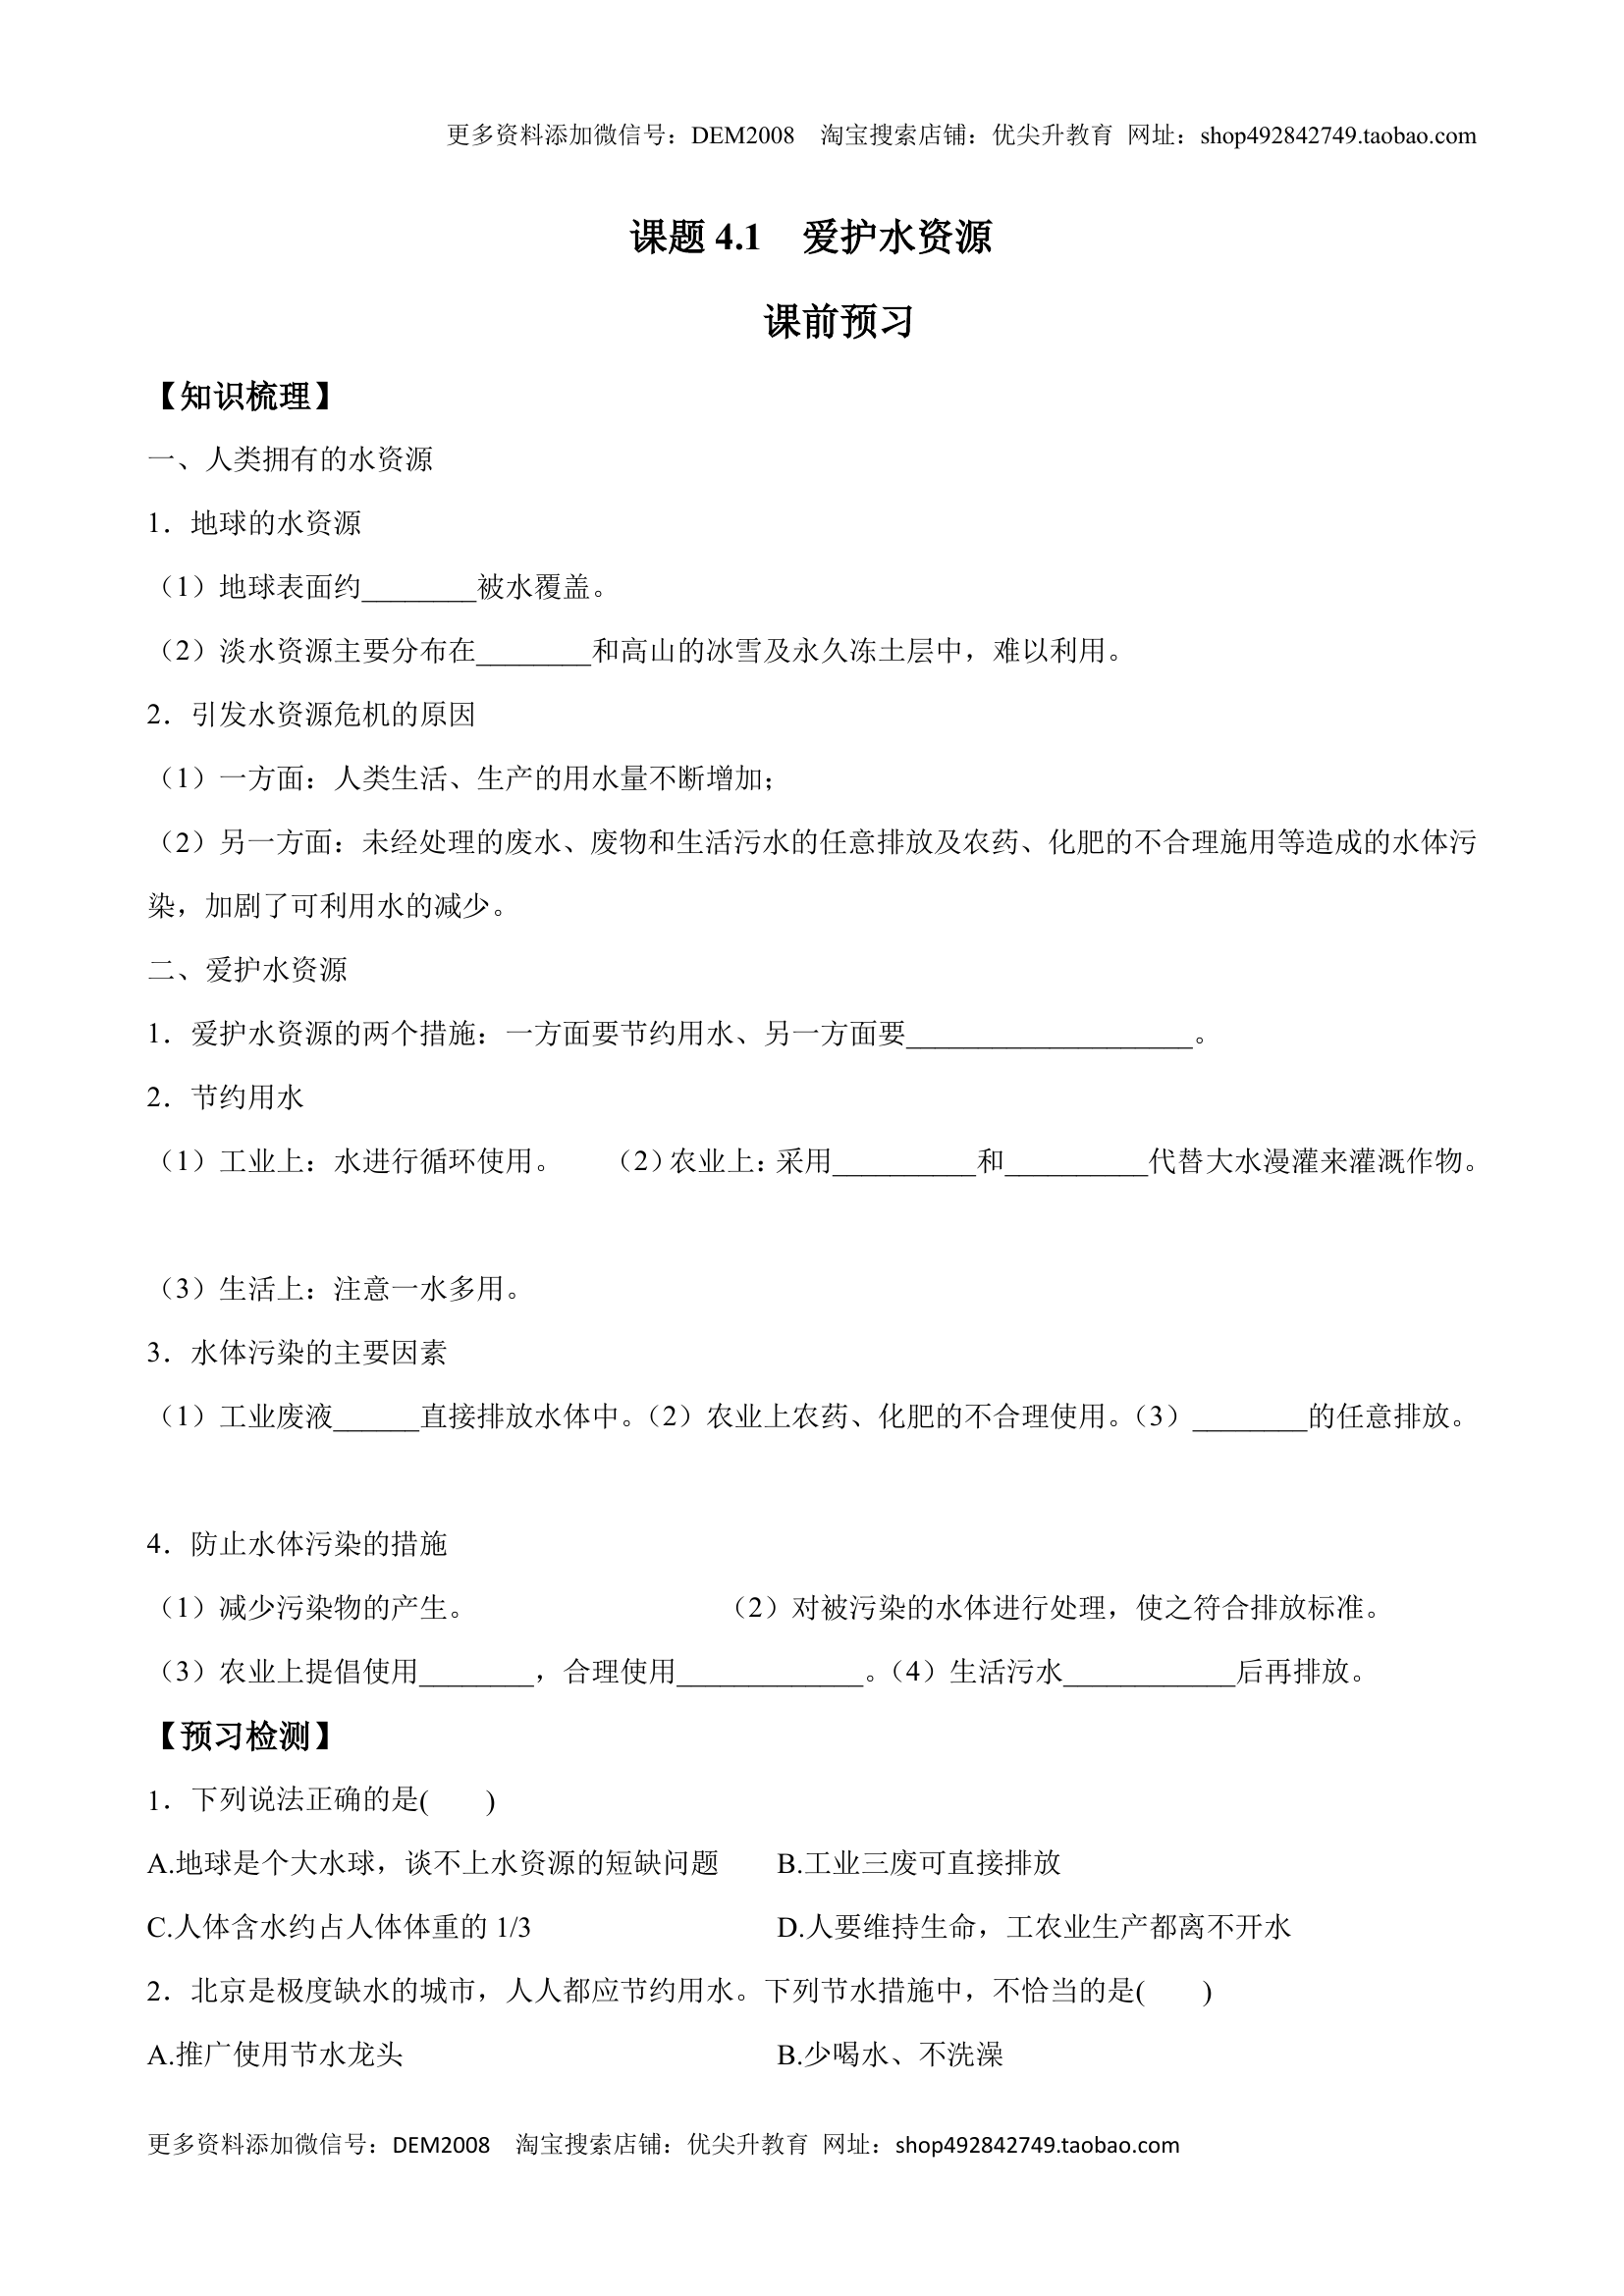 更多资料添加微信号：DEM2008    淘宝搜索店铺：优尖升教育  网址：shop492842749.taobao.com
课题 4.1    爱护水资源
课前预习
【知识梳理】
一、人类拥有的水资源
1．地球的水资源
（1）地球表面约________被水覆盖。
（2）淡水资源主要分布在________和高山的冰雪及永久冻土层中，难以利用。
2．引发水资源危机的原因
（1）一方面：人类生活、生产的用水量不断增加；
（2）另一方面：未经处理的废水、废物和生活污水的任意排放及农药、化肥的不合理施用等造成的水体污
染，加剧了可利用水的减少。
二、爱护水资源
1．爱护水资源的两个措施：一方面要节约用水、另一方面要____________________。
2．节约用水
（1）工业上：水进行循环使用。    （2）农业上：采用__________和__________代替大水漫灌来灌溉作物。
（3）生活上：注意一水多用。
3．水体污染的主要因素
（1）工业废液______直接排放水体中。（2）农业上农药、化肥的不合理使用。（3）________的任意排放。
4．防止水体污染的措施
（1）减少污染物的产生。    （2）对被污染的水体进行处理，使之符合排放标准。
（3）农业上提倡使用________，合理使用_____________。（4）生活污水____________后再排放。
【预习检测】
1．下列说法正确的是(    )
A.地球是个大水球，谈不上水资源的短缺问题    B.工业三废可直接排放
C.人体含水约占人体体重的 1/3    D.人要维持生命，工农业生产都离不开水
2．北京是极度缺水的城市，人人都应节约用水。下列节水措施中，不恰当的是(    )
A.推广使用节水龙头    B.少喝水、不洗澡
更多资料添加微信号：DEM2008    淘宝搜索店铺：优尖升教育  网址：shop492842749.taobao.com